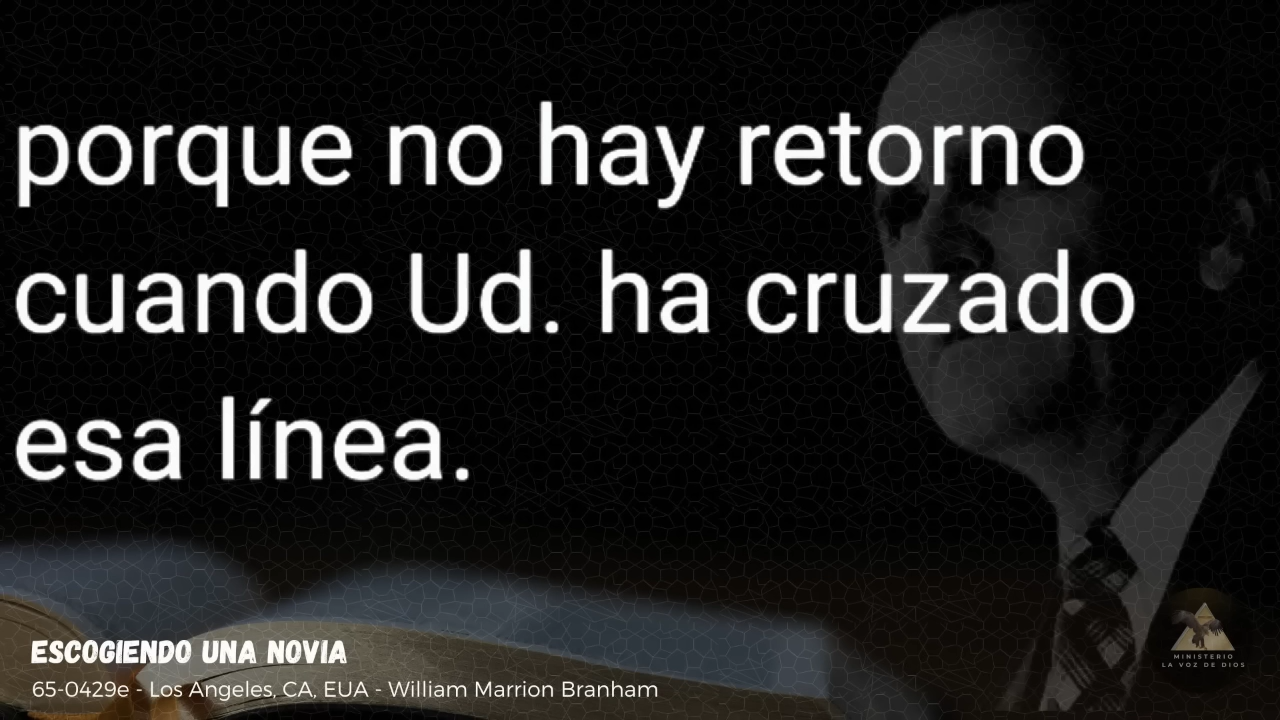 porque no hay retorno
cuando Ud. ha cruzado
esa línea.
ESCOGIENDO UNA NOVIA
65-0429e - Los Angeles, CA, EUA - William Marrion Branham
MINISTERIO
LA VOZ DE DIOS